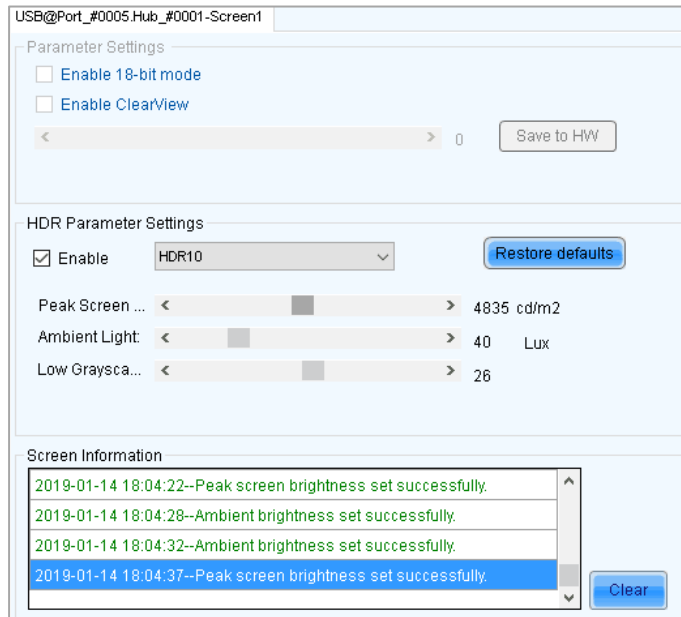 USB@Port_#0005.Hub_#0001-Screen1
Parameter Settings
Enable 18-bit mode
Enable ClearView
0 Save to HW
HDR Parameter Settings
Enable HDR10 Restore defaults
Peak Screen ... 4835 cd/m2
Ambient Light: 40 Lux
Low Graysca... 26
Screen Information
2019-01-14 18:04:22--Peak screen brightness set successfully.
2019-01-14 18:04:28--Ambient brightness set successfully.
2019-01-14 18:04:32--Ambient brightness set successfully.
2019-01-14 18:04:37--Peak screen brightness set successfully.
Clear